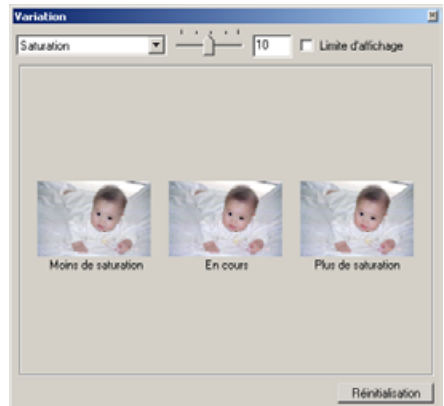 Variation
Saturation 10 Limite d'affichage
Moins de saturation En cours Plus de saturation
Réinitialisation